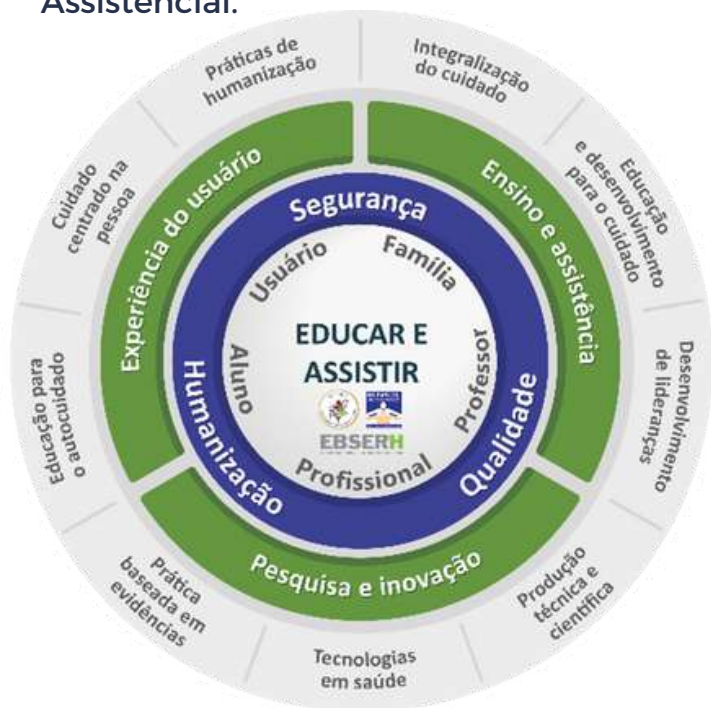 Assistencial.
Práticas de
humanização
Integralização
do cuidado
Educação
e desenvolvimento
para o cuidado
Desenvolvimento
de lideranças
Produção
técnica e
científica
Tecnologias
em saúde
Prática
baseada em
evidências
Educação para
o autocuidado
Cuidado
centrado na
pessoa
Experiência do usuário
Ensino e assistência
Pesquisa e inovação
Segurança
Qualidade
Humanização
Usuário
Família
Professor
Profissional
Aluno
EDUCAR E
ASSISTIR
EBSERH